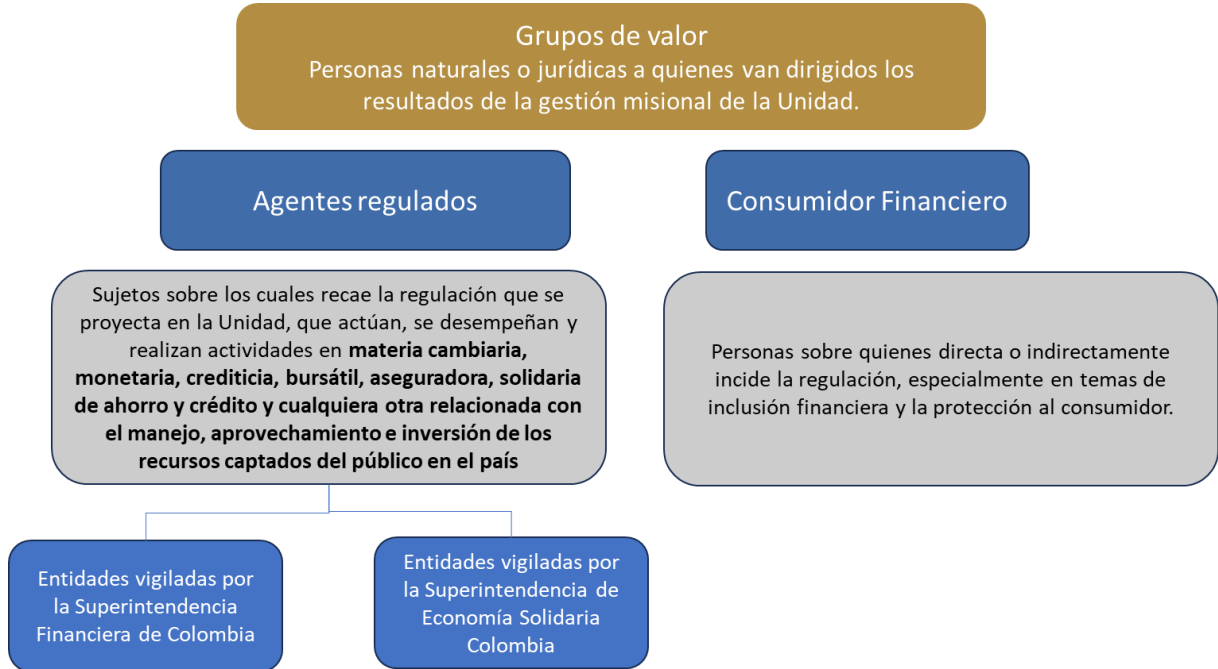 Grupos de valor
Personas naturales o jurídicas a quienes van dirigidos los
resultados de la gestión misional de la Unidad.
Agentes regulados
Consumidor Financiero
Sujetos sobre los cuales recae la regulación que se
proyecta en la Unidad, que actúan, se desempeñan y
realizan actividades en materia cambiaria,
monetaria, crediticia, bursátil, aseguradora, solidaria
de ahorro y crédito y cualquiera otra relacionada con
el manejo, aprovechamiento e inversión de los
recursos captados del público en el país
Personas sobre quienes directa o indirectamente
incide la regulación, especialmente en temas de
inclusión financiera y la protección al consumidor.
Entidades vigiladas por
la Superintendencia
Financiera de Colombia
Entidades vigiladas por
la Superintendencia de
Economía Solidaria
Colombia